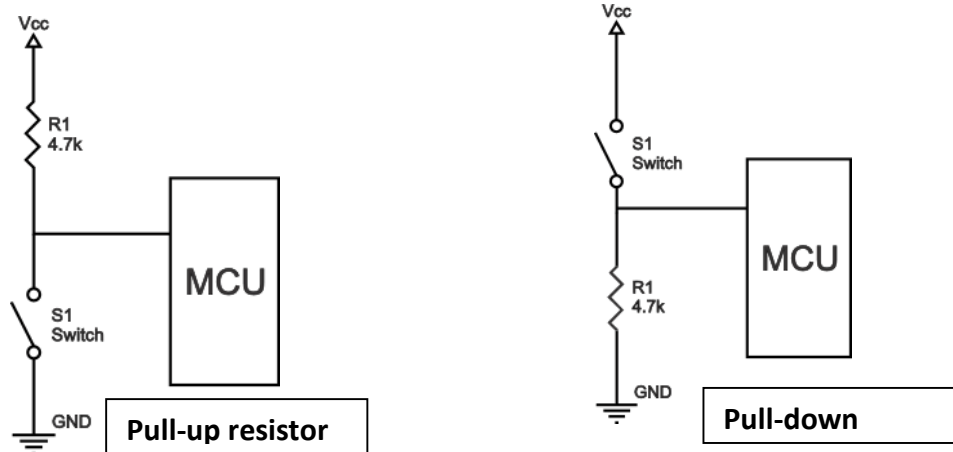 Vcc
R1
4.7k
MCU
S1
Switch
GND
Pull-up resistor
Vcc
S1
Switch
MCU
R1
4.7k
GND
Pull-down